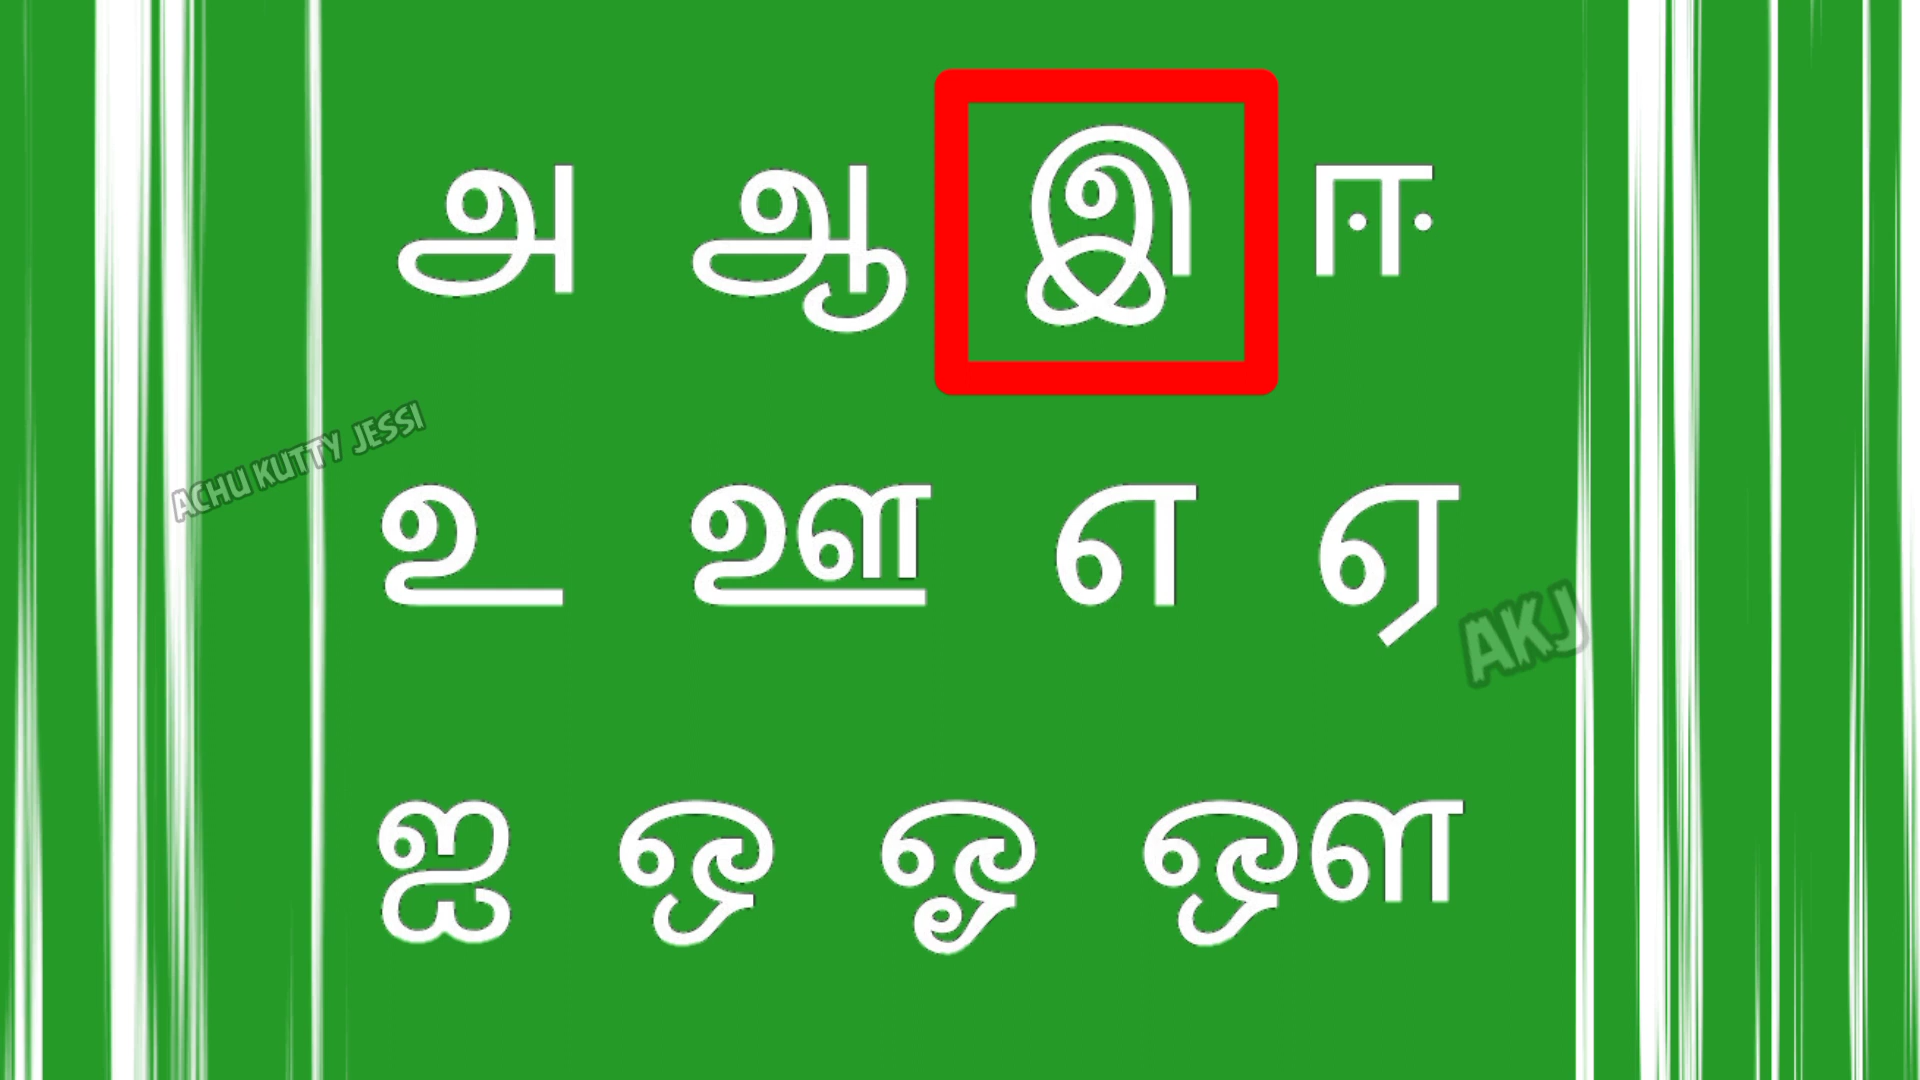 அ ஆ இ ஈ
ACHU KUTTY JESSI
உ ஊ எ ஏ
AKJ
ஐ ஒ ஓ ஔ